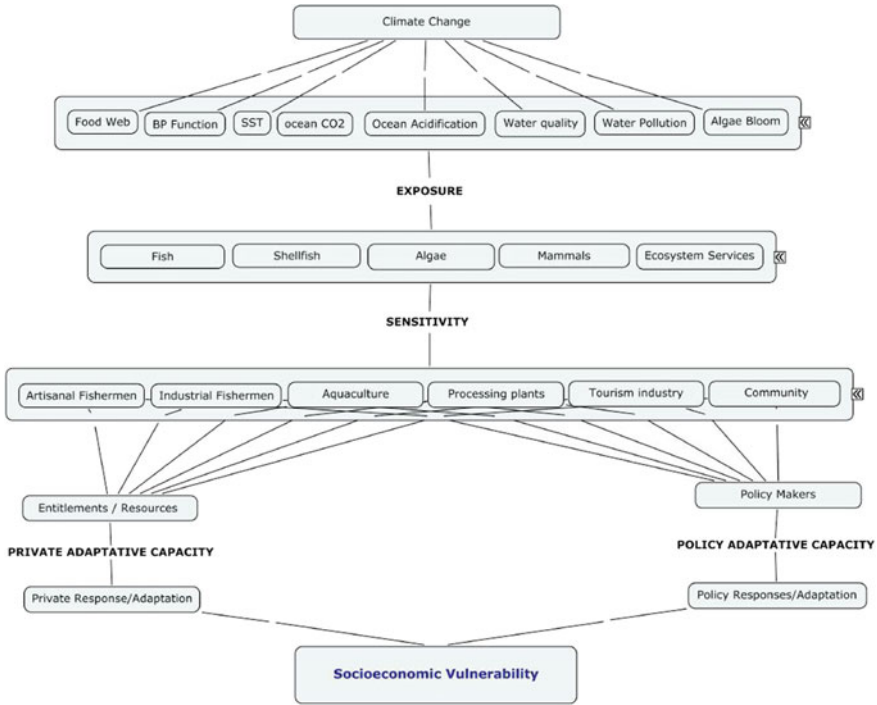 Climate Change
Food Web
BP Function
SST
ocean CO2
Ocean Acidification
Water quality
Water Pollution
Algae Bloom
EXPOSURE
Fish
Shellfish
Algae
Mammals
Ecosystem Services
SENSITIVITY
Artisanal Fishermen
Industrial Fishermen
Aquaculture
Processing plants
Tourism industry
Community
Entitlements / Resources
Policy Makers
PRIVATE ADAPTATIVE CAPACITY
POLICY ADAPTATIVE CAPACITY
Private Response/Adaptation
Policy Responses/Adaptation
Socioeconomic Vulnerability